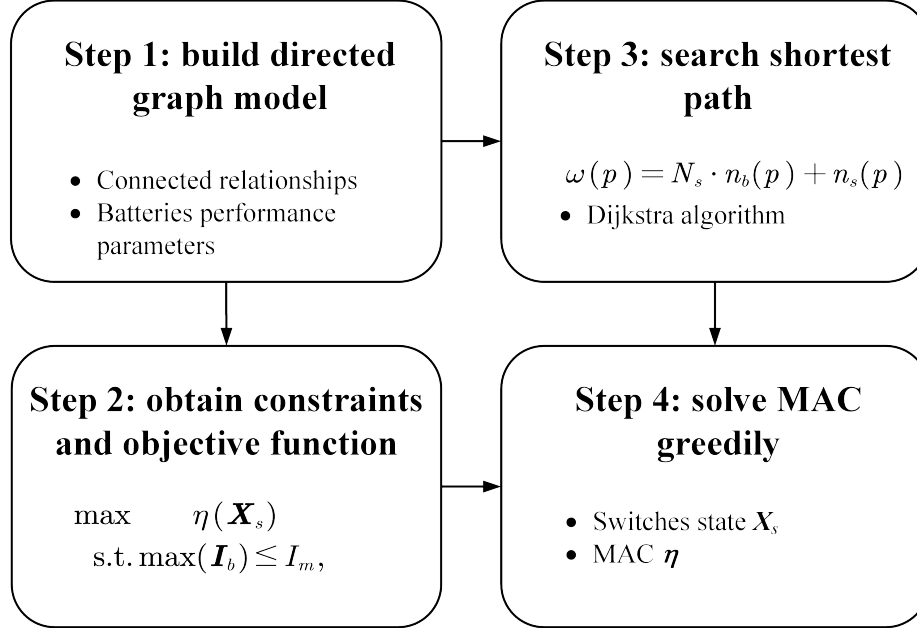 Step 1: build directed
graph model
• Connected relationships
• Batteries performance
parameters
Step 2: obtain constraints
and objective function
max η(X_s)
s.t. max(I_b) ≤ I_m,
Step 3: search shortest
path
ω(p) = N_s · n_b(p) + n_s(p)
• Dijkstra algorithm
Step 4: solve MAC
greedily
• Switches state X_s
• MAC η